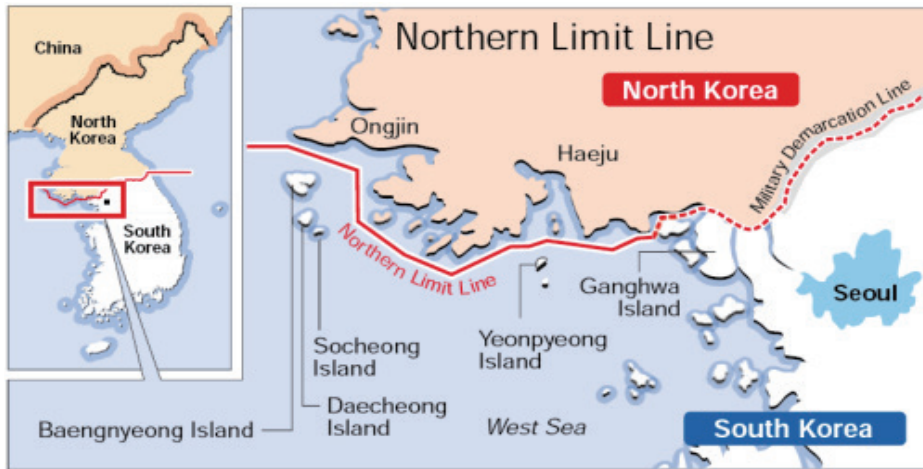 China
North
Korea
South
Korea
Northern Limit Line
North Korea
Military Demarcation Line
Ongjin
Haeju
Northern Limit Line
Ganghwa
Island
Seoul
Yeonpyeong
Island
Socheong
Island
Daecheong
Island
Baengnyeong Island
West Sea
South Korea